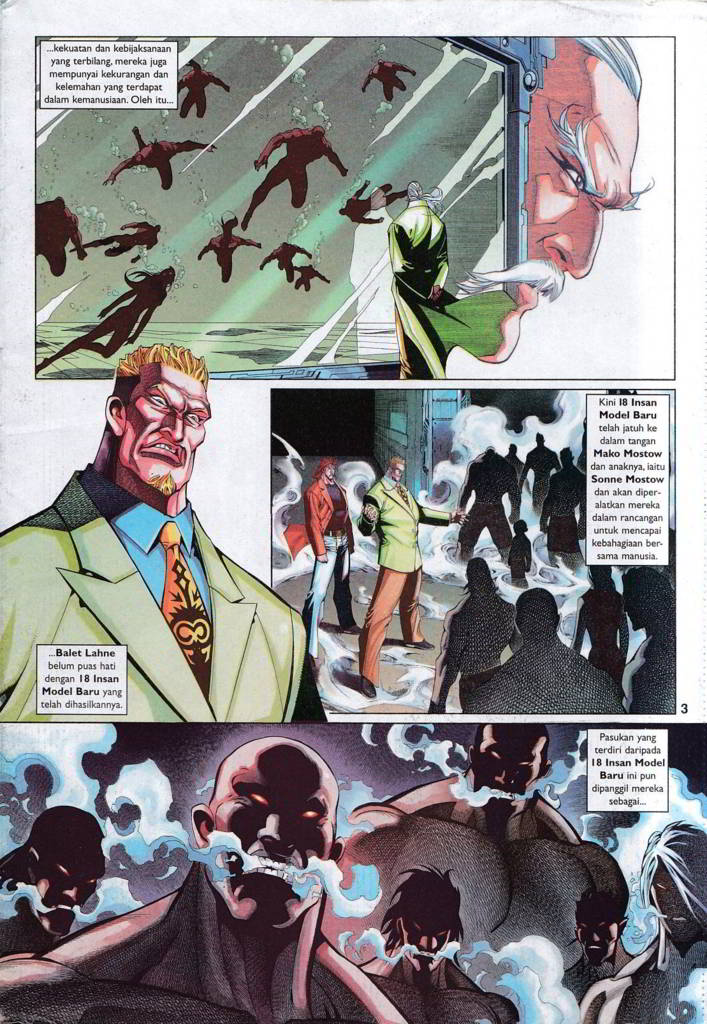 ...kekuatan dan kebijaksanaan
yang terbilang, mereka juga
mempunyai kekurangan dan
kelemahan yang terdapat
dalam kemanusiaan. Oleh itu...
...Balet Lahne
belum puas hati
dengan 18 Insan
Model Baru yang
telah dihasilkannya.
Kini 18 Insan
Model Baru
telah jatuh ke
dalam tangan
Mako Mostow
dan anaknya, iaitu
Sonne Mostow
dan akan diper-
alatkan mereka
dalam rancangan
untuk mencapai
kebahagiaan ber-
sama manusia.
3
Pasukan yang
terdiri daripada
18 Insan Model
Baru ini pun
dipanggil mereka
sebagai...